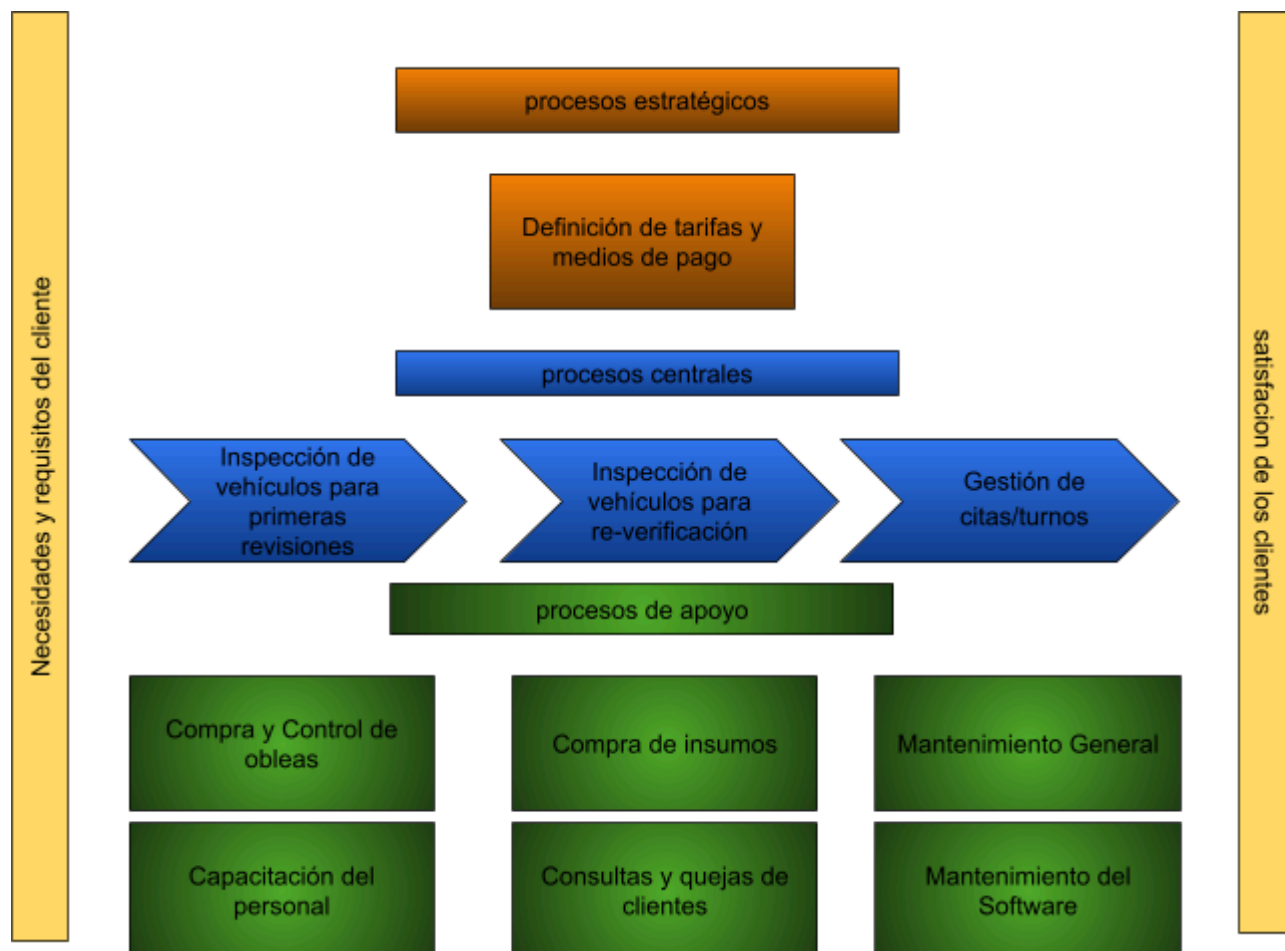 Necesidades y requisitos del cliente
procesos estratégicos
Definición de tarifas y
medios de pago
procesos centrales
Inspección de
vehículos para
primeras
revisiones
Inspección de
vehículos para
re-verificación
Gestión de
citas/turnos
procesos de apoyo
Compra y Control de
obleas
Compra de insumos
Mantenimiento General
Capacitación del
personal
Consultas y quejas de
clientes
Mantenimiento del
Software
satisfacion de los clientes